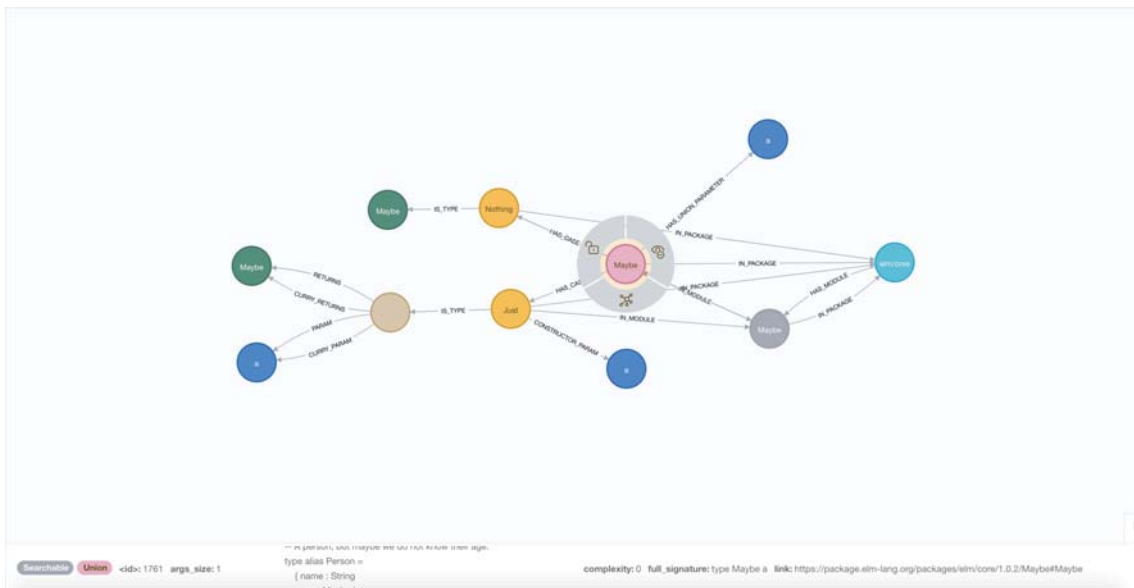 a
HAS_UNION_PARAMETER
Maybe
IS_TYPE
Nothing
HAS_CASE
IN_PACKAGE
Maybe
IN_PACKAGE
elm/core
Maybe
RETURNS
CURRY_RETURNS
IN_PACKAGE
HAS_MODULE
IN_PACKAGE
IS_TYPE
Just
IN_MODULE
Maybe
PARAM
CURRY_PARAM
CONSTRUCTOR_PARAM
a
a
-- A person, but maybe we do not know their age.
type alias Person =
{ name : String
Searchable Union <id>: 1761 args_size: 1
complexity: 0 full_signature: type Maybe a link: https://package.elm-lang.org/packages/elm/core/1.0.2/Maybe#Maybe